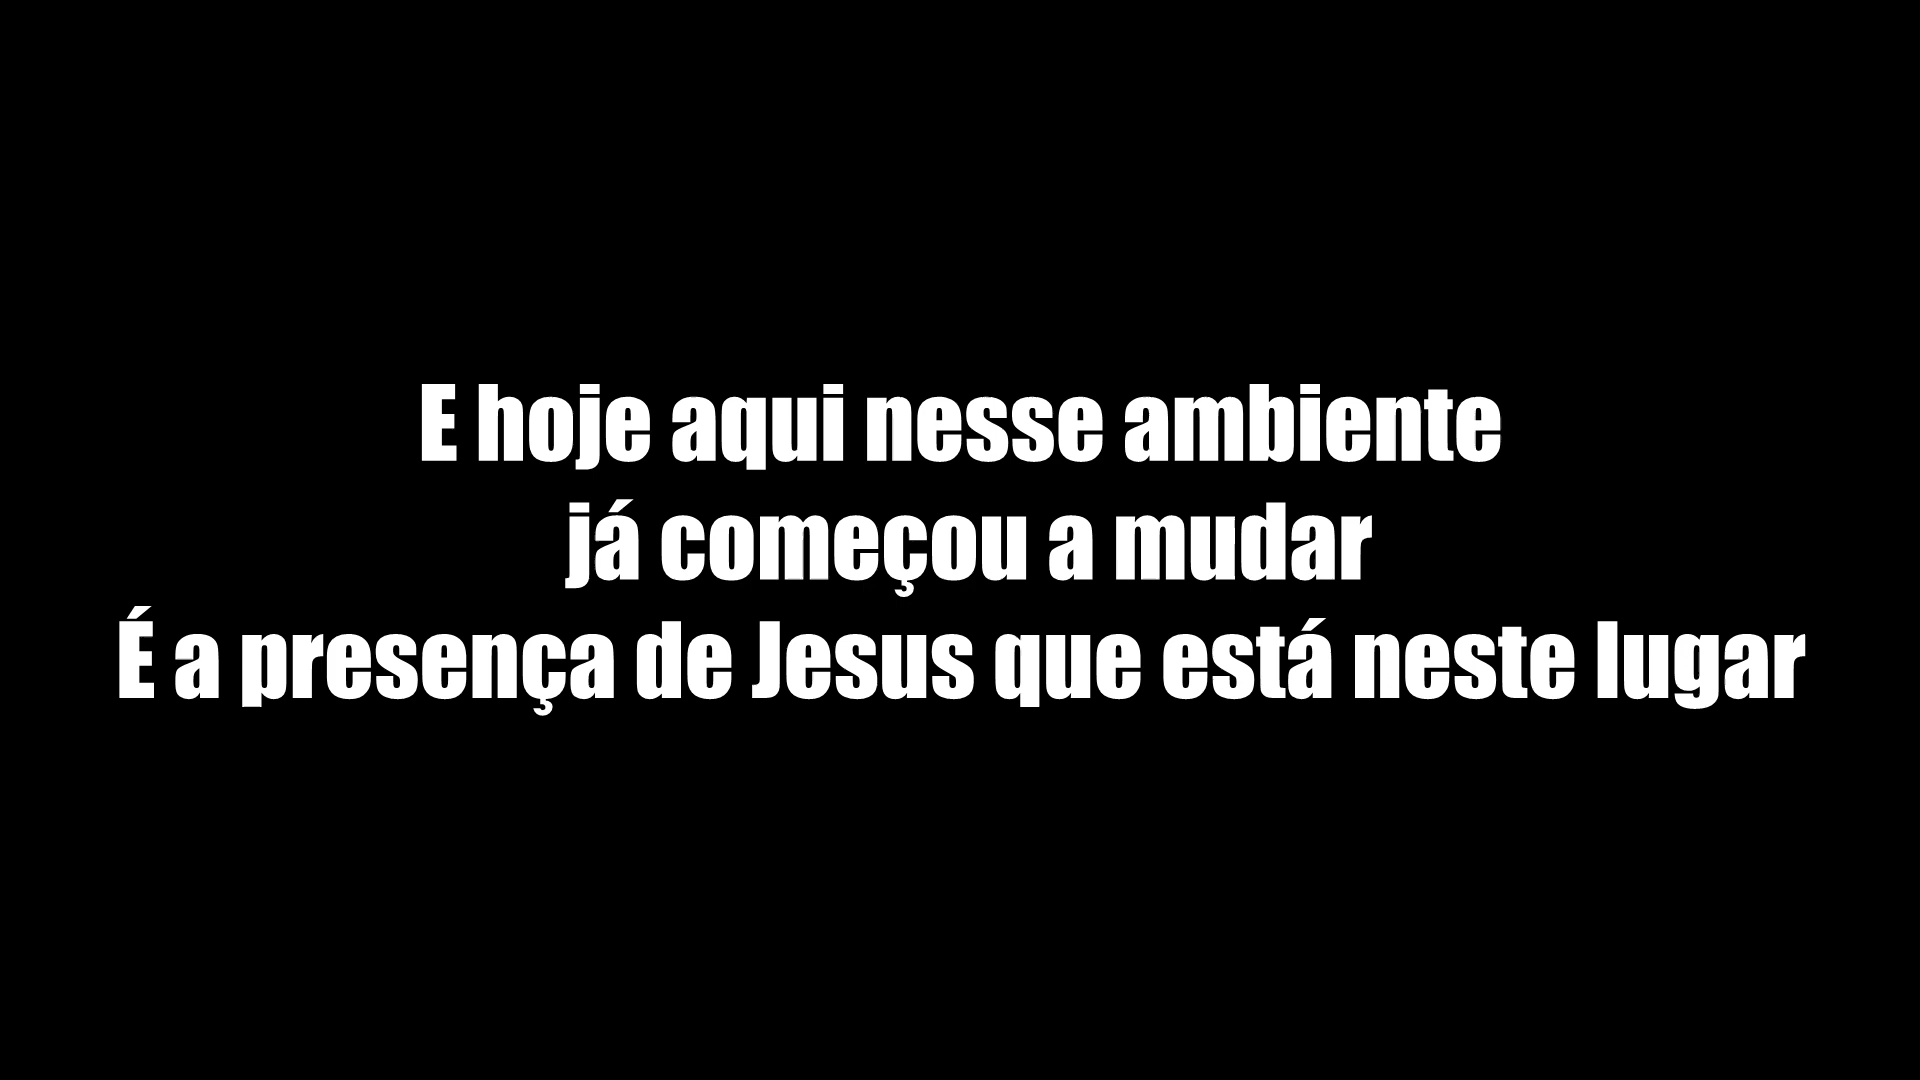 E hoje aqui nesse ambiente
já começou a mudar
É a presença de Jesus que está neste lugar